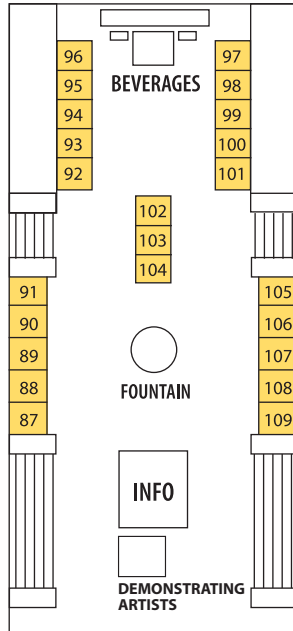 96 97
BEVERAGES
95 98
94 99
93 100
92 101
102
103
104
91 105
90 106
89 107
88 108
87 109
FOUNTAIN
INFO
DEMONSTRATING
ARTISTS